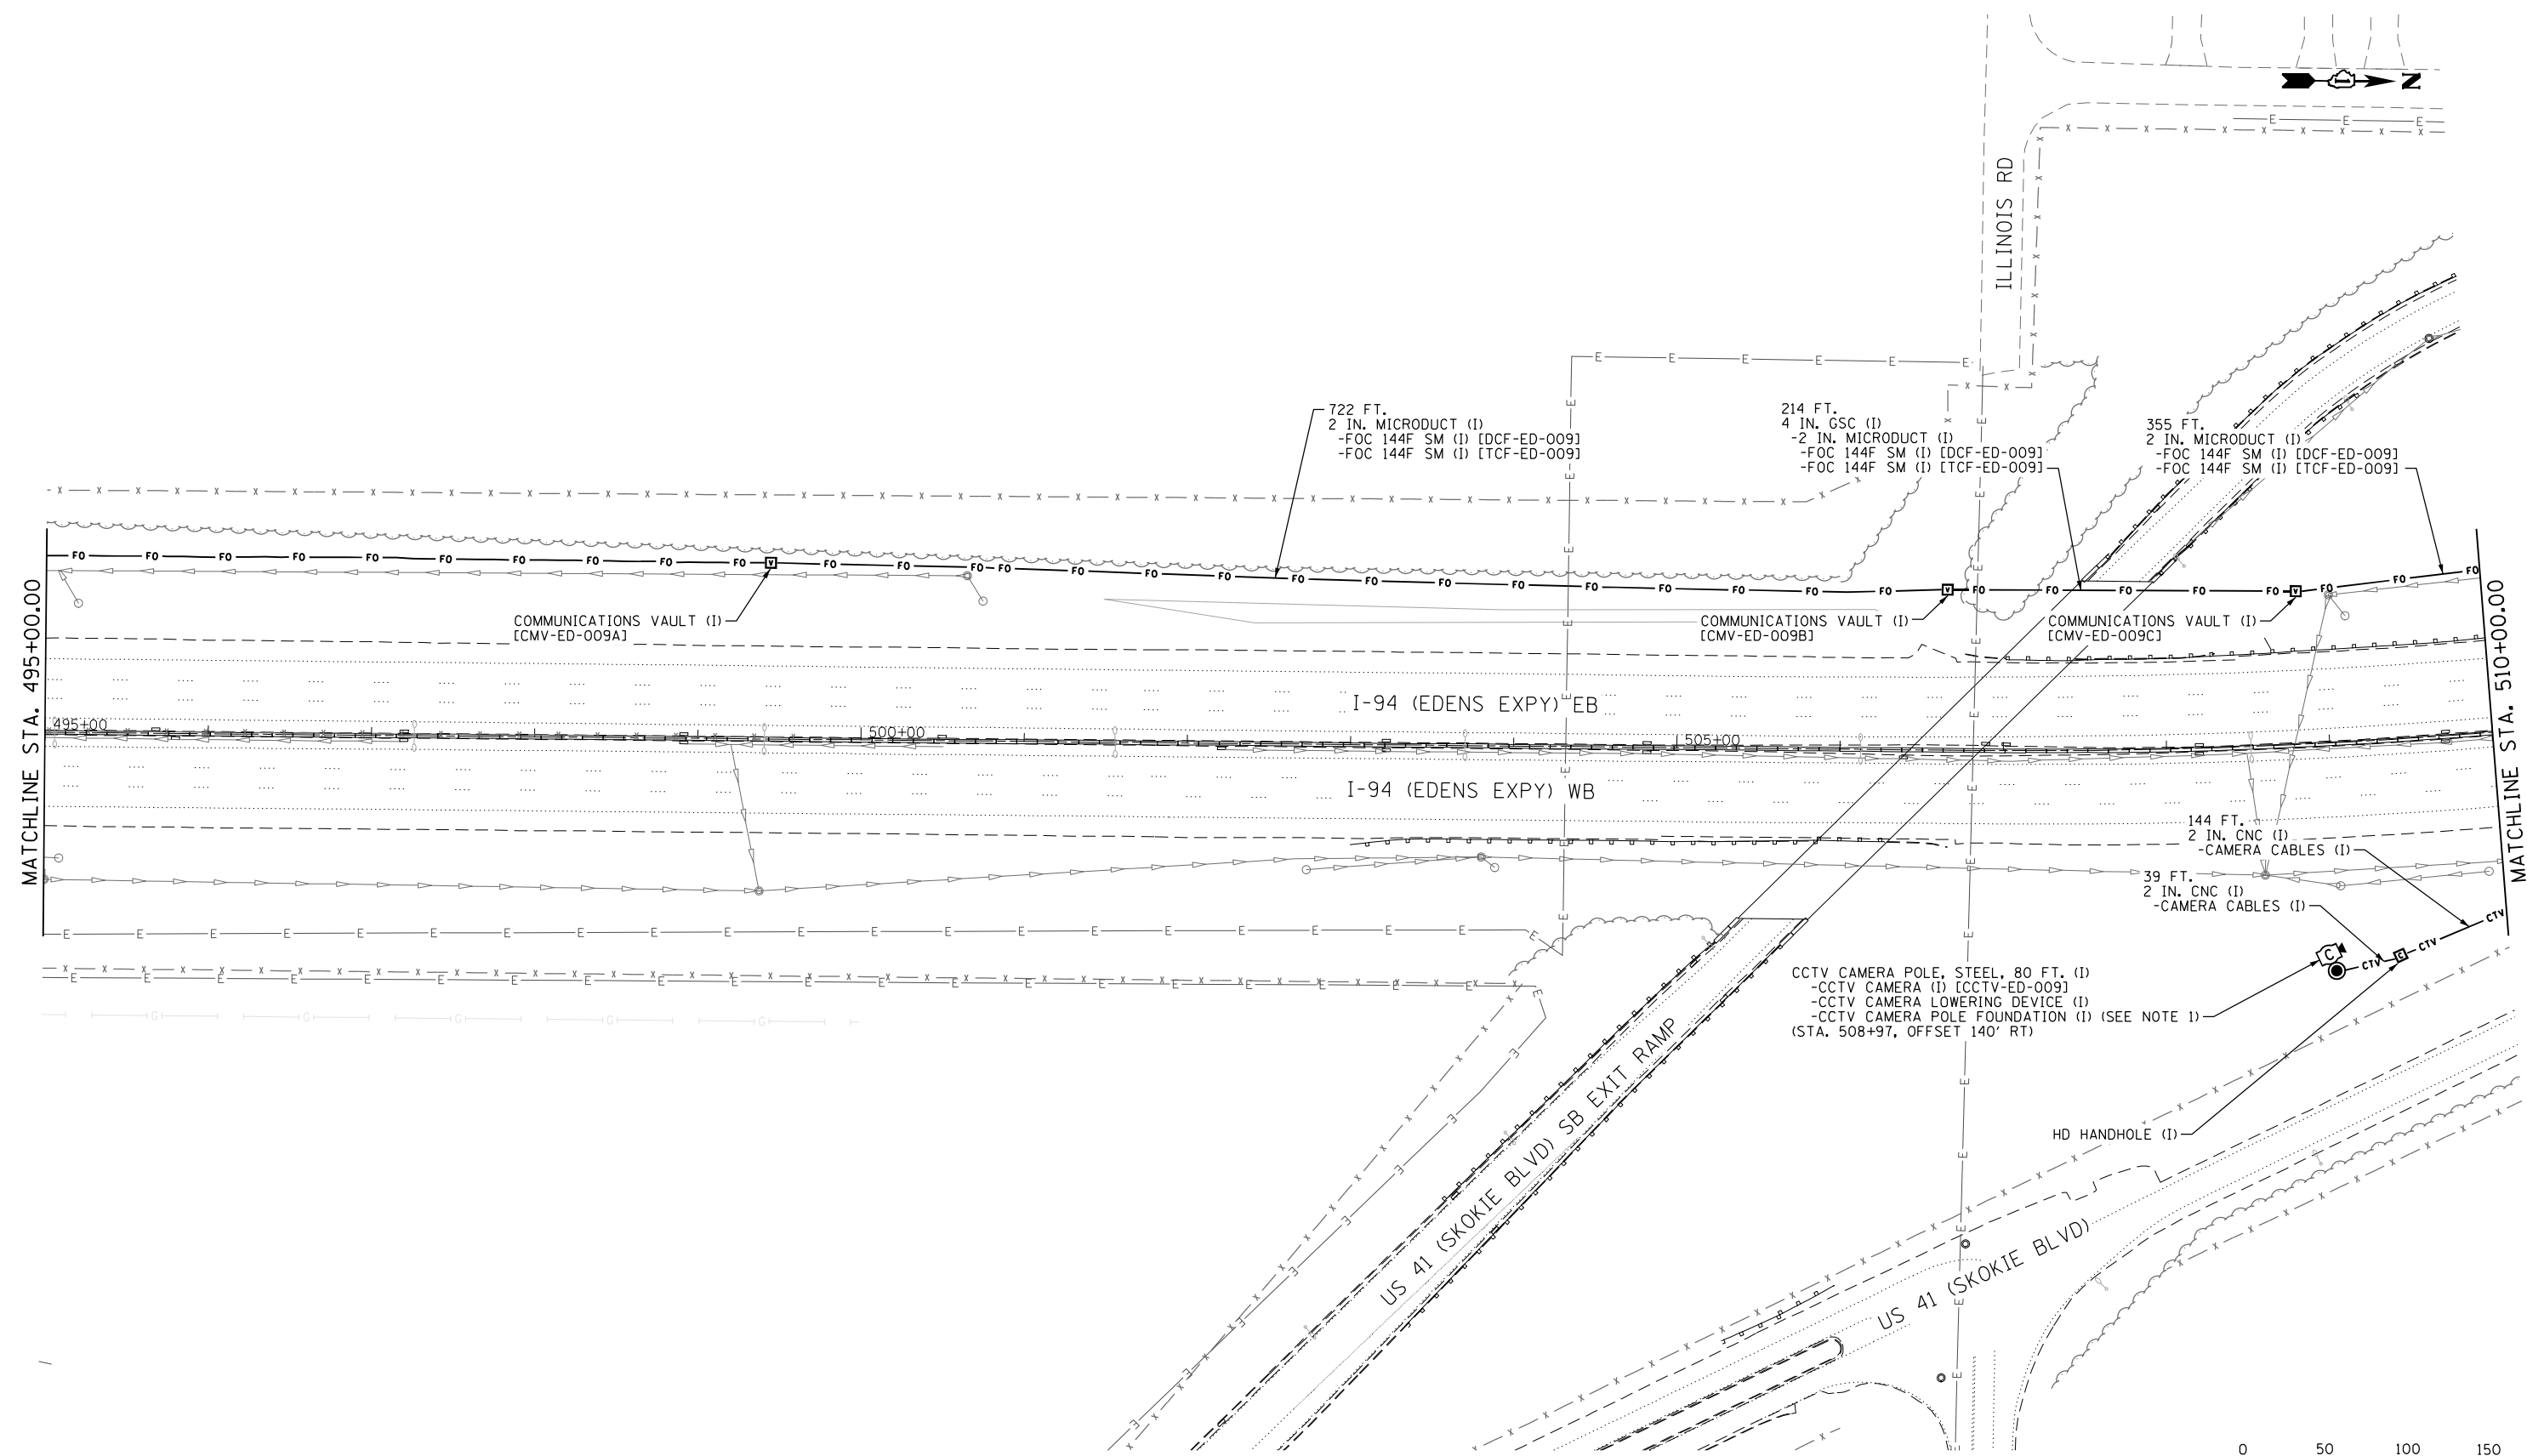 N
ILLINOIS RD
722 FT.
2 IN. MICRODUCT (I)
-FOC 144F SM (I) [DCF-ED-009]
-FOC 144F SM (I) [TCF-ED-009]
214 FT.
4 IN. GSC (I)
-2 IN. MICRODUCT (I)
-FOC 144F SM (I) [DCF-ED-009]
-FOC 144F SM (I) [TCF-ED-009]
355 FT.
2 IN. MICRODUCT (I)
-FOC 144F SM (I) [DCF-ED-009]
-FOC 144F SM (I) [TCF-ED-009]
MATCHLINE STA. 495+00.00
COMMUNICATIONS VAULT (I)
[CMV-ED-009A]
COMMUNICATIONS VAULT (I)
[CMV-ED-009B]
COMMUNICATIONS VAULT (I)
[CMV-ED-009C]
MATCHLINE STA. 510+00.00
I-94 (EDENS EXPY) EB
495+00
500+00
505+00
I-94 (EDENS EXPY) WB
144 FT.
2 IN. CNC (I)
-CAMERA CABLES (I)
39 FT.
2 IN. CNC (I)
-CAMERA CABLES (I)
CTV CTV CTV
C
CCTV CAMERA POLE, STEEL, 80 FT. (I)
-CCTV CAMERA (I) [CCTV-ED-009]
-CCTV CAMERA LOWERING DEVICE (I)
-CCTV CAMERA POLE FOUNDATION (I) (SEE NOTE 1)
(STA. 508+97, OFFSET 140' RT)
HD HANDHOLE (I)
US 41 (SKOKIE BLVD) SB EXIT RAMP
US 41 (SKOKIE BLVD)
0 50 100 150